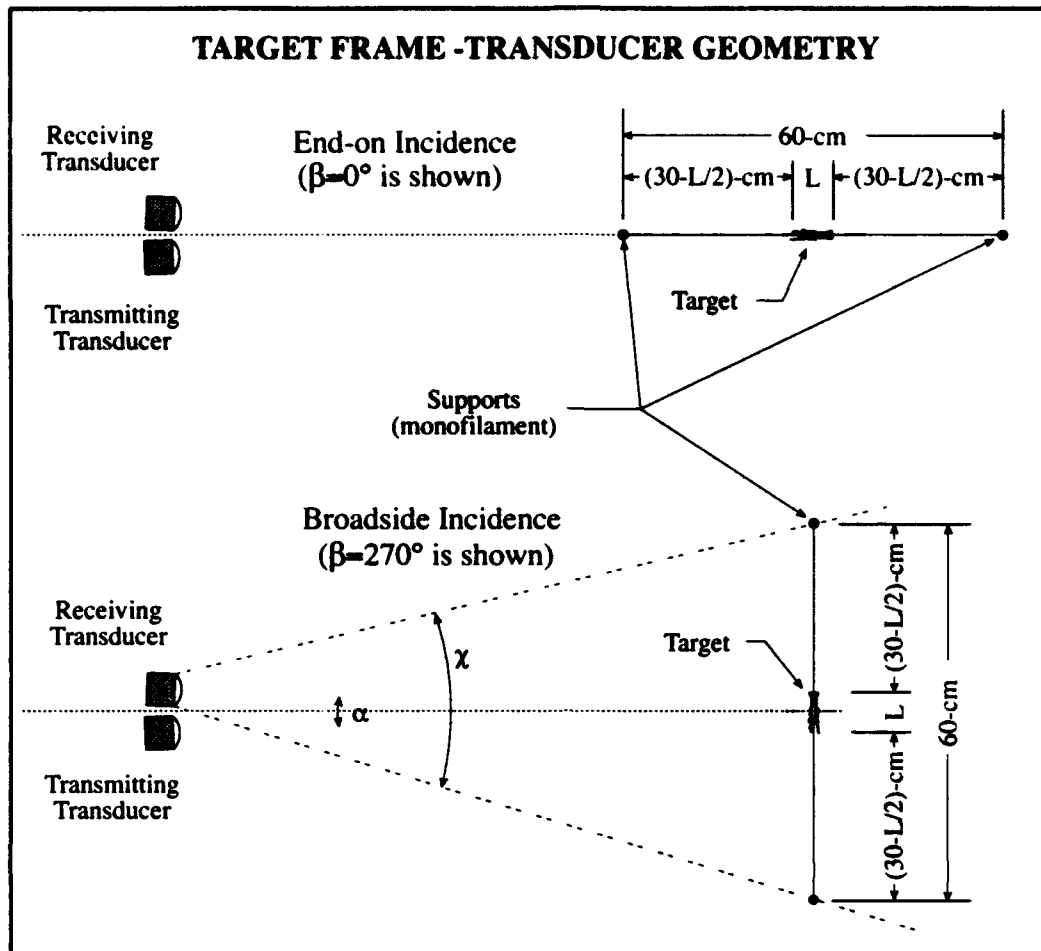 TARGET FRAME -TRANSDUCER GEOMETRY
Receiving
Transducer
End-on Incidence
(β=0° is shown)
60-cm
(30-L/2)-cm
L
(30-L/2)-cm
Transmitting
Transducer
Target
Supports
(monofilament)
Broadside Incidence
(β=270° is shown)
Receiving
Transducer
χ
α
Target
(30-L/2)-cm
L
60-cm
(30-L/2)-cm
Transmitting
Transducer